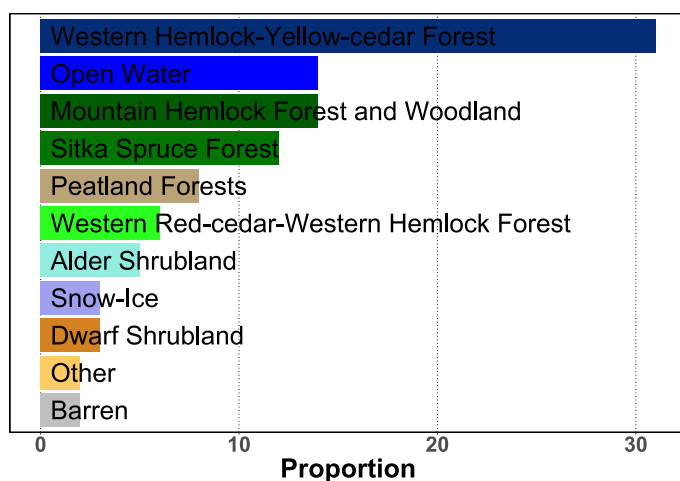 Western Hemlock-Yellow-cedar Forest
Open Water
Mountain Hemlock Forest and Woodland
Sitka Spruce Forest
Peatland Forests
Western Red-cedar-Western Hemlock Forest
Alder Shrubland
Snow-Ice
Dwarf Shrubland
Other
Barren
0 10 20 30
Proportion